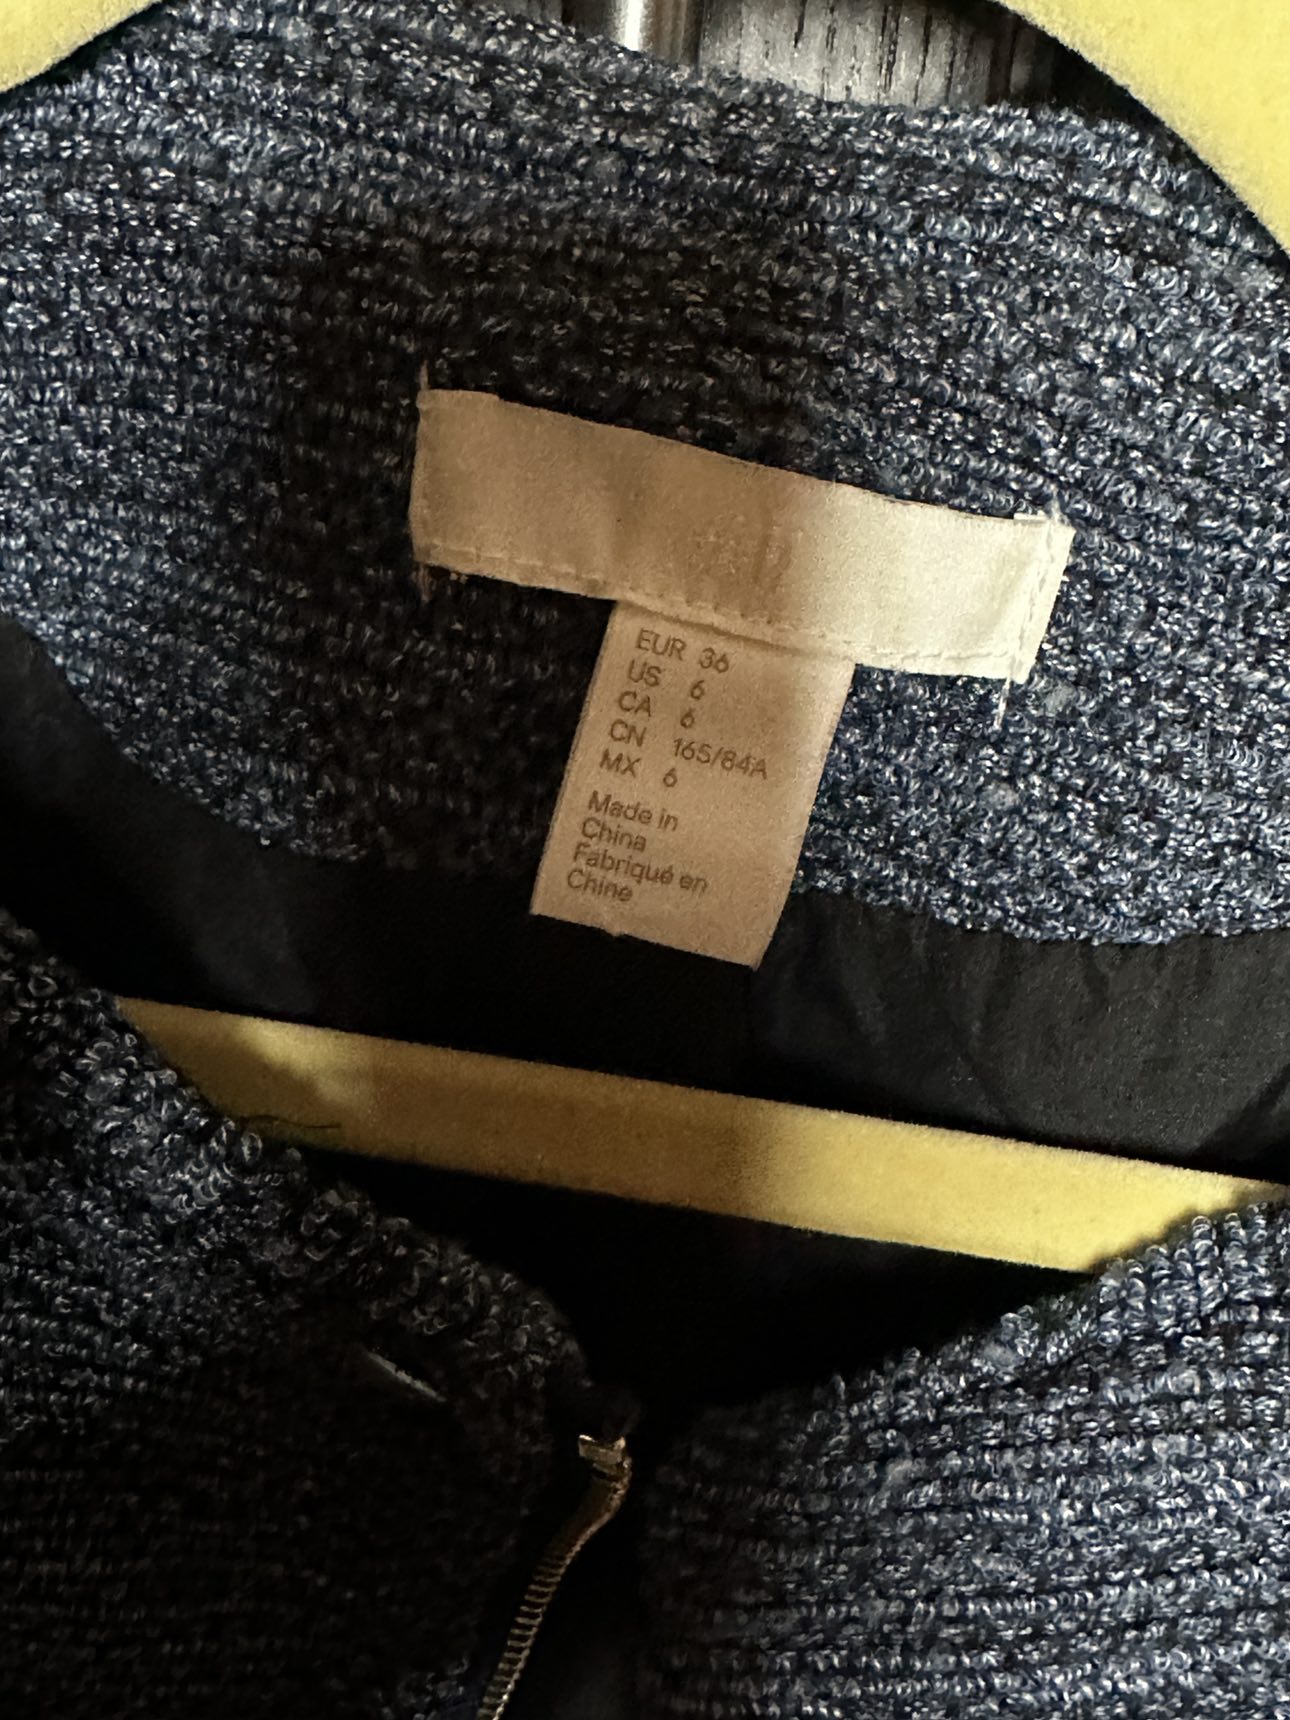 EUR 36
US 6
CA 6
CN 165/84A
MX 6
Made in
China
Fabriqué en
Chine